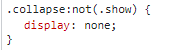 .collapse:not(.show) {
  display: none;
}